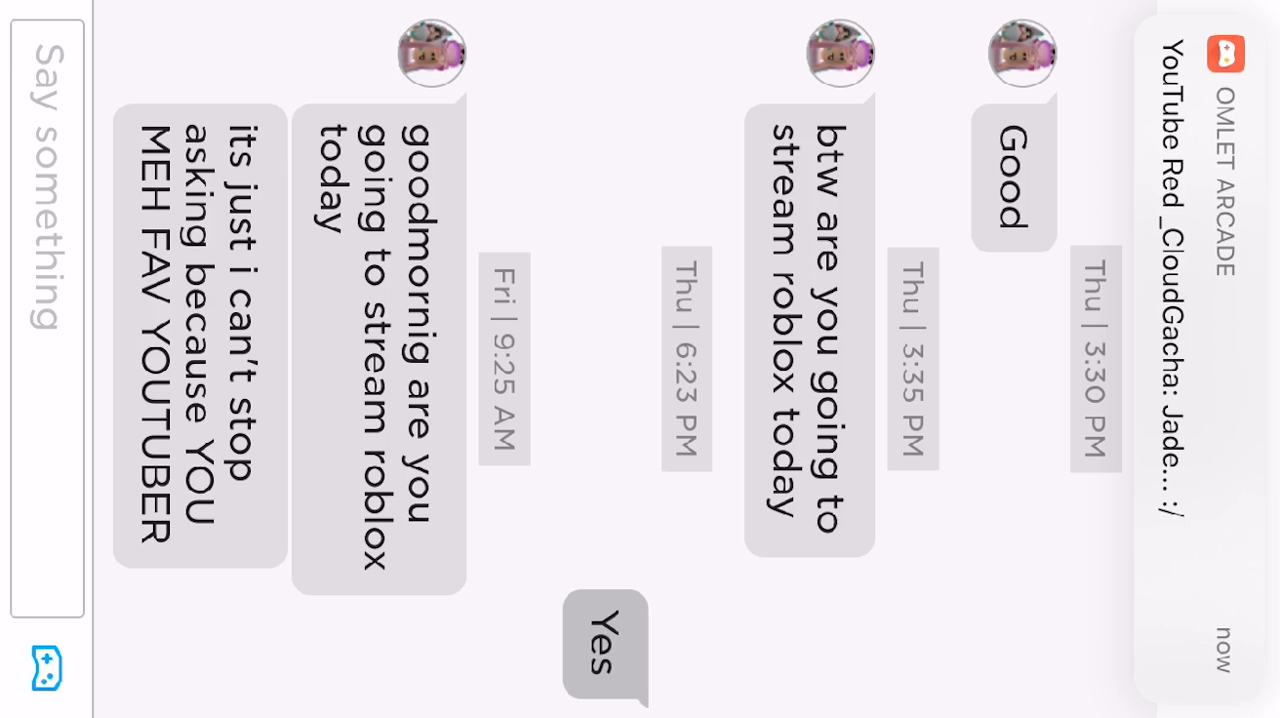 OMLET ARCADE
now
YouTube Red _CloudGacha: Jade... :/
Thu | 3:30 PM
Good
Thu | 3:35 PM
btw are you going to
stream roblox today
Thu | 6:23 PM
Yes
Fri | 9:25 AM
goodmornig are you
going to stream roblox
today
its just i can't stop
asking because YOU
MEH FAV YOUTUBER
Say something